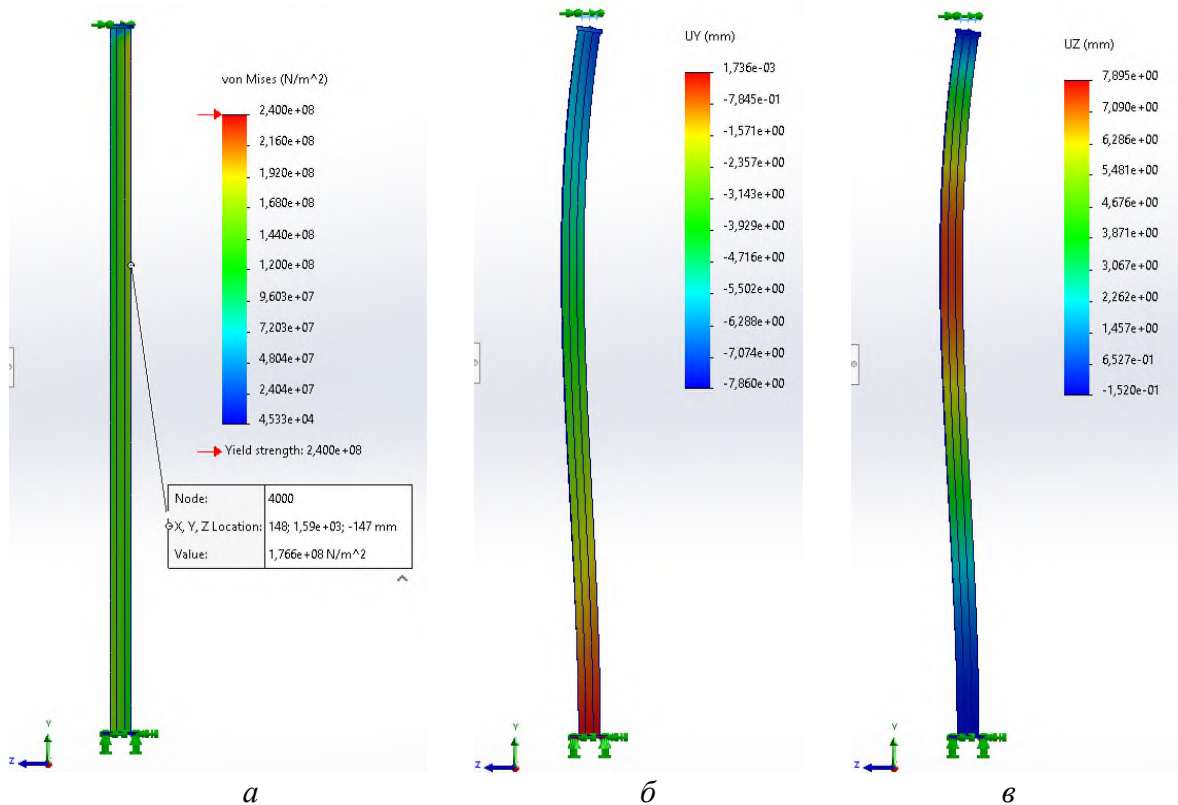 von Mises (N/m^2)
2,400e+08
2,160e+08
1,920e+08
1,680e+08
1,440e+08
1,200e+08
9,603e+07
7,203e+07
4,804e+07
2,404e+07
4,533e+04
Yield strength: 2,400e+08
Node: 4000
X, Y, Z Location: 148; 1,59e+03; -147 mm
Value: 1,766e+08 N/m^2
Y
Z
а
UY (mm)
1,736e-03
-7,845e-01
-1,571e+00
-2,357e+00
-3,143e+00
-3,929e+00
-4,716e+00
-5,502e+00
-6,288e+00
-7,074e+00
-7,860e+00
Y
Z
б
UZ (mm)
7,895e+00
7,090e+00
6,286e+00
5,481e+00
4,676e+00
3,871e+00
3,067e+00
2,262e+00
1,457e+00
6,527e-01
-1,520e-01
Y
Z
в